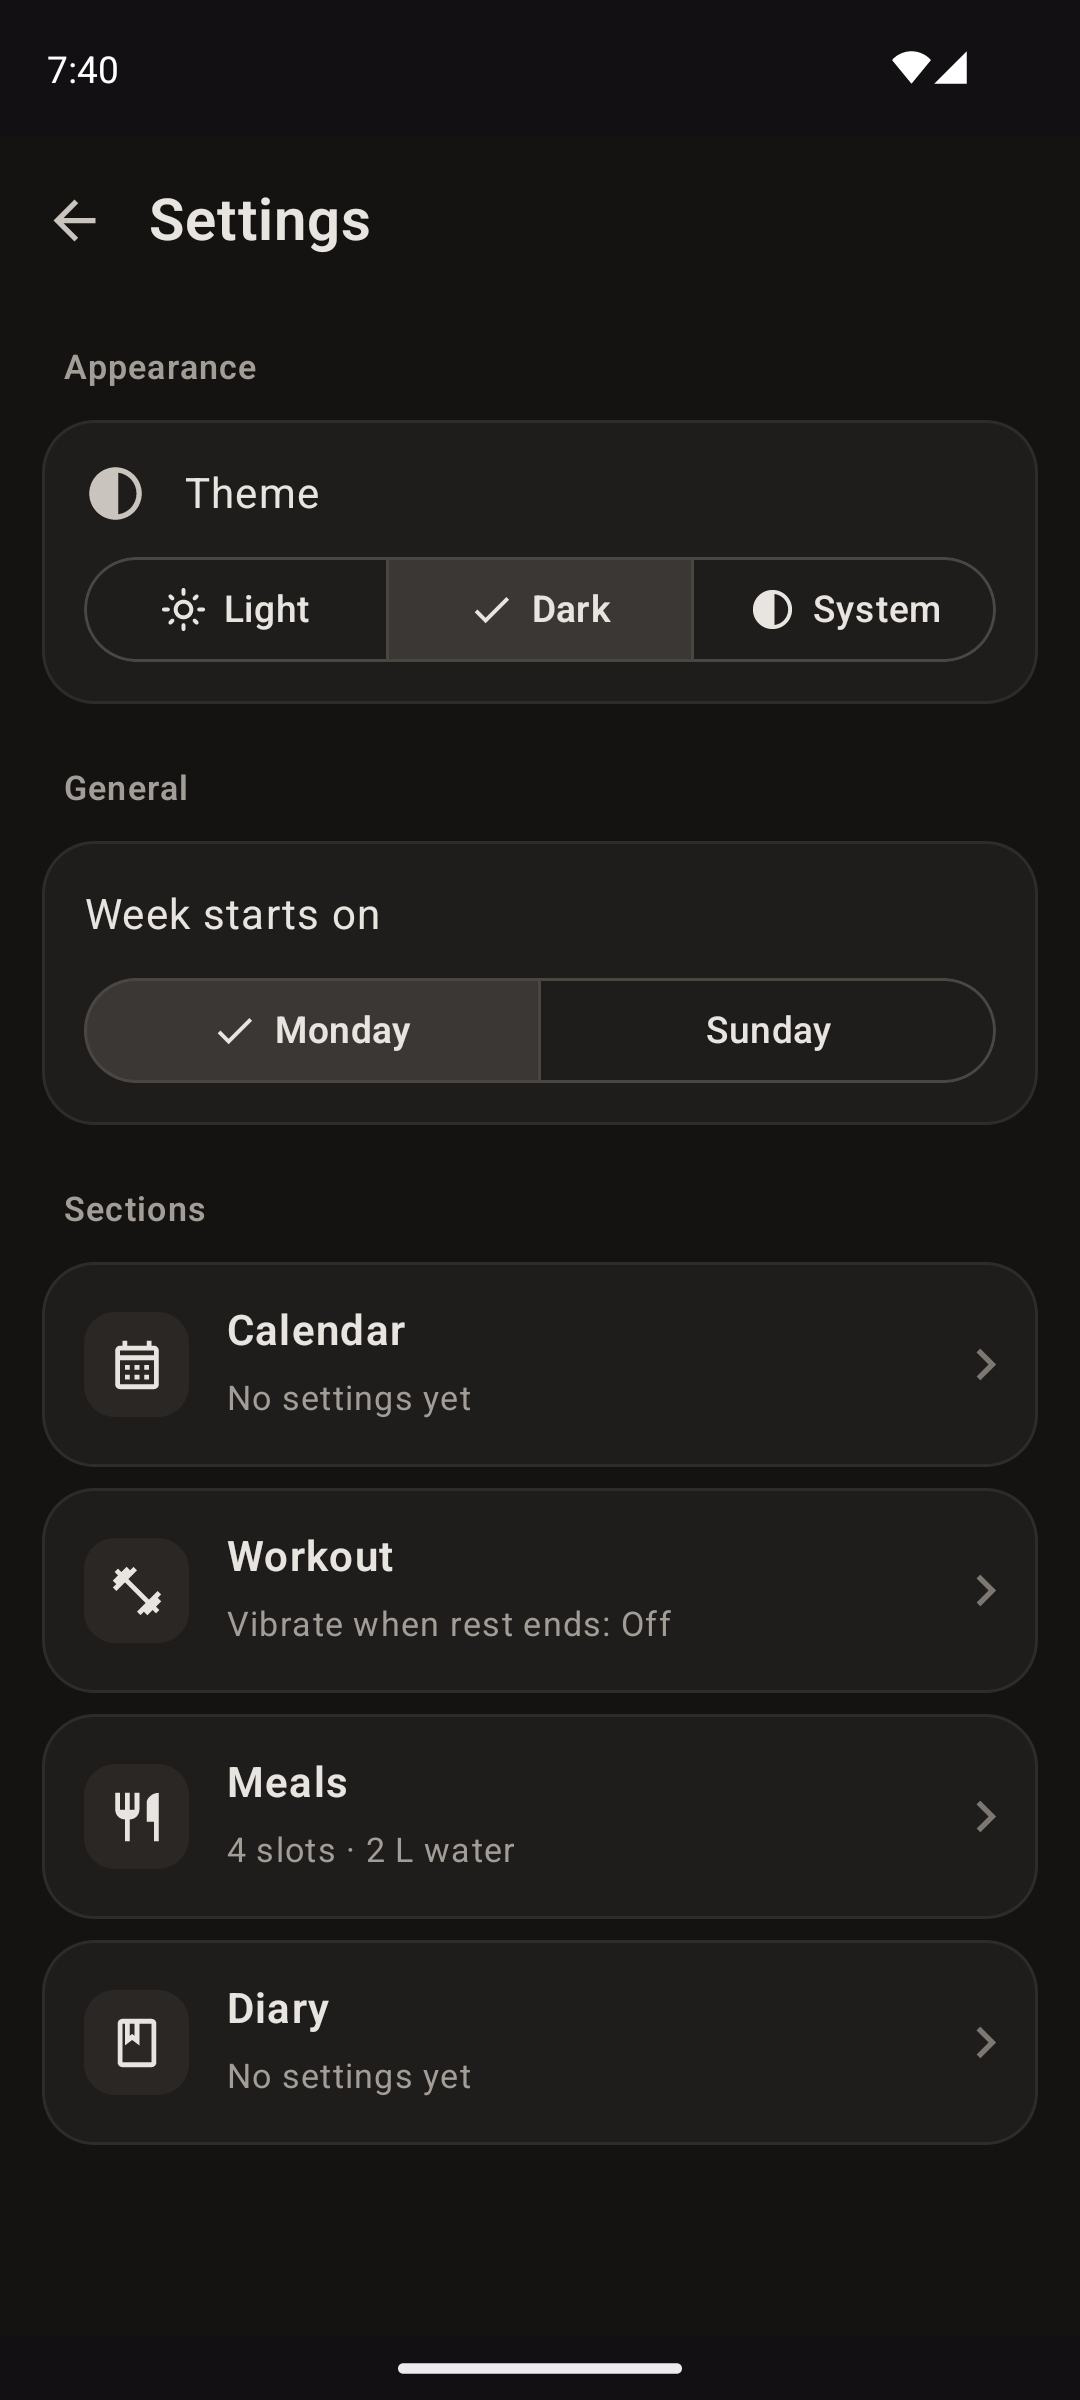 7:40
Settings
Appearance
Theme
Light
Dark
System
General
Week starts on
Monday
Sunday
Sections
Calendar
No settings yet
Workout
Vibrate when rest ends: Off
Meals
4 slots · 2 L water
Diary
No settings yet